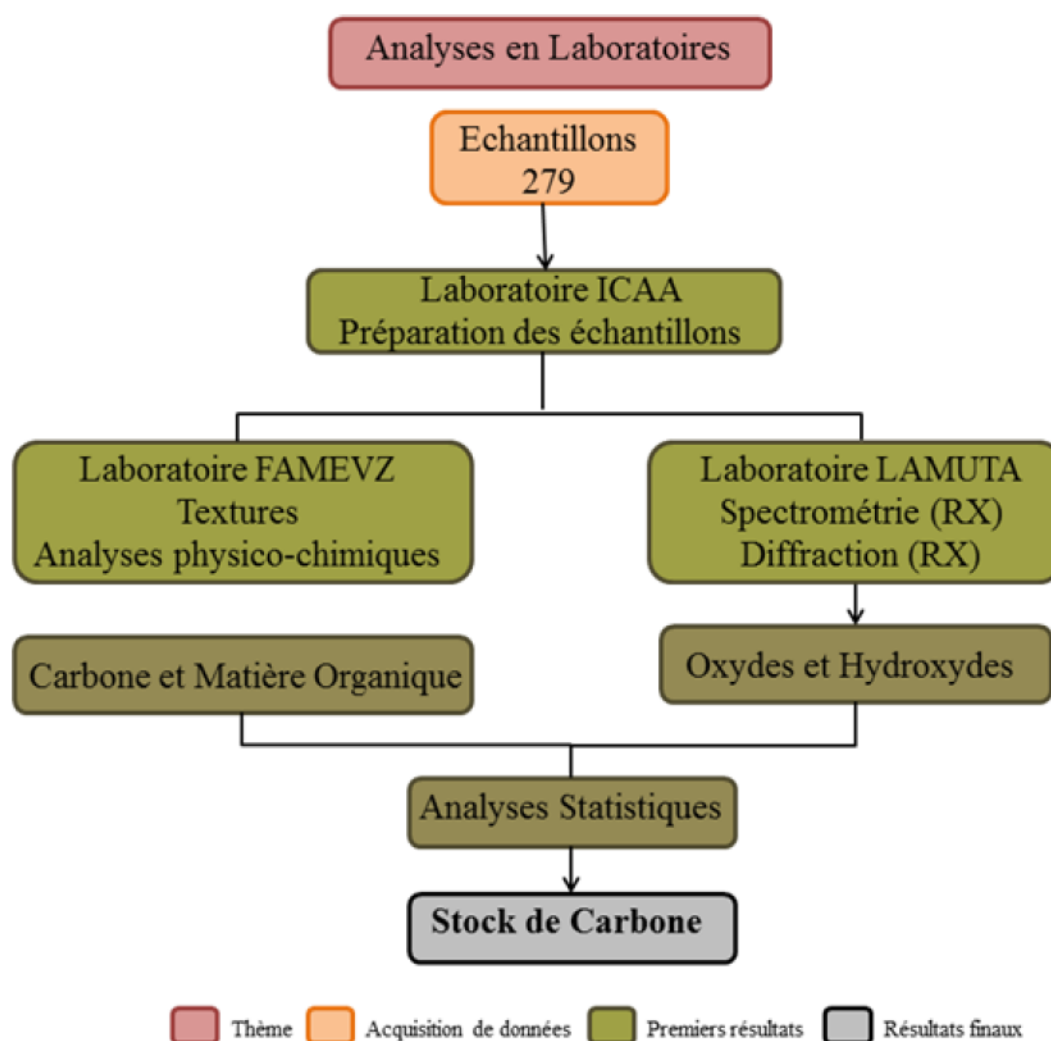 Analyses en Laboratoires
Echantillons
279
Laboratoire ICAA
Préparation des échantillons
Laboratoire FAMEVZ
Textures
Analyses physico-chimiques
Laboratoire LAMUTA
Spectrométrie (RX)
Diffraction (RX)
Carbone et Matière Organique
Oxydes et Hydroxydes
Analyses Statistiques
Stock de Carbone
Thème
Acquisition de données
Premiers résultats
Résultats finaux